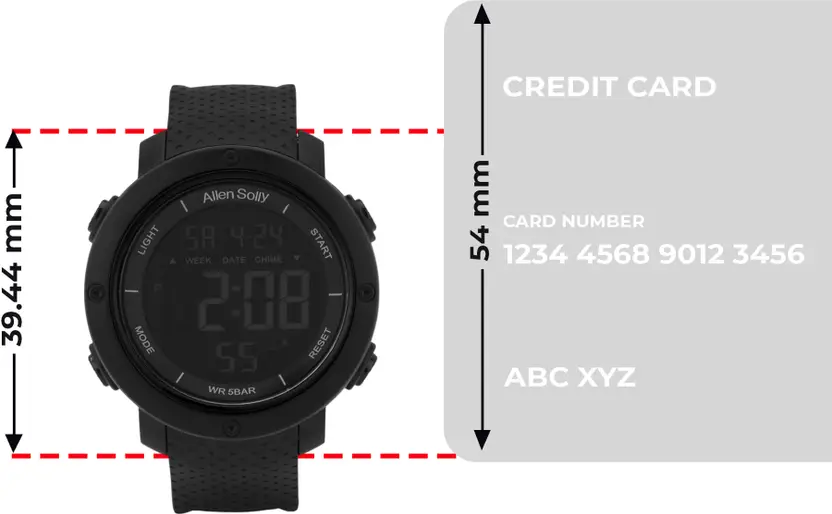 39.44 mm
Allen Solly
LIGHT
START
SA 4-24
WEEK DATE CHIME
2:08
55
MODE
RESET
WR 5BAR
54 mm
CREDIT CARD
CARD NUMBER
1234 4568 9012 3456
ABC XYZ